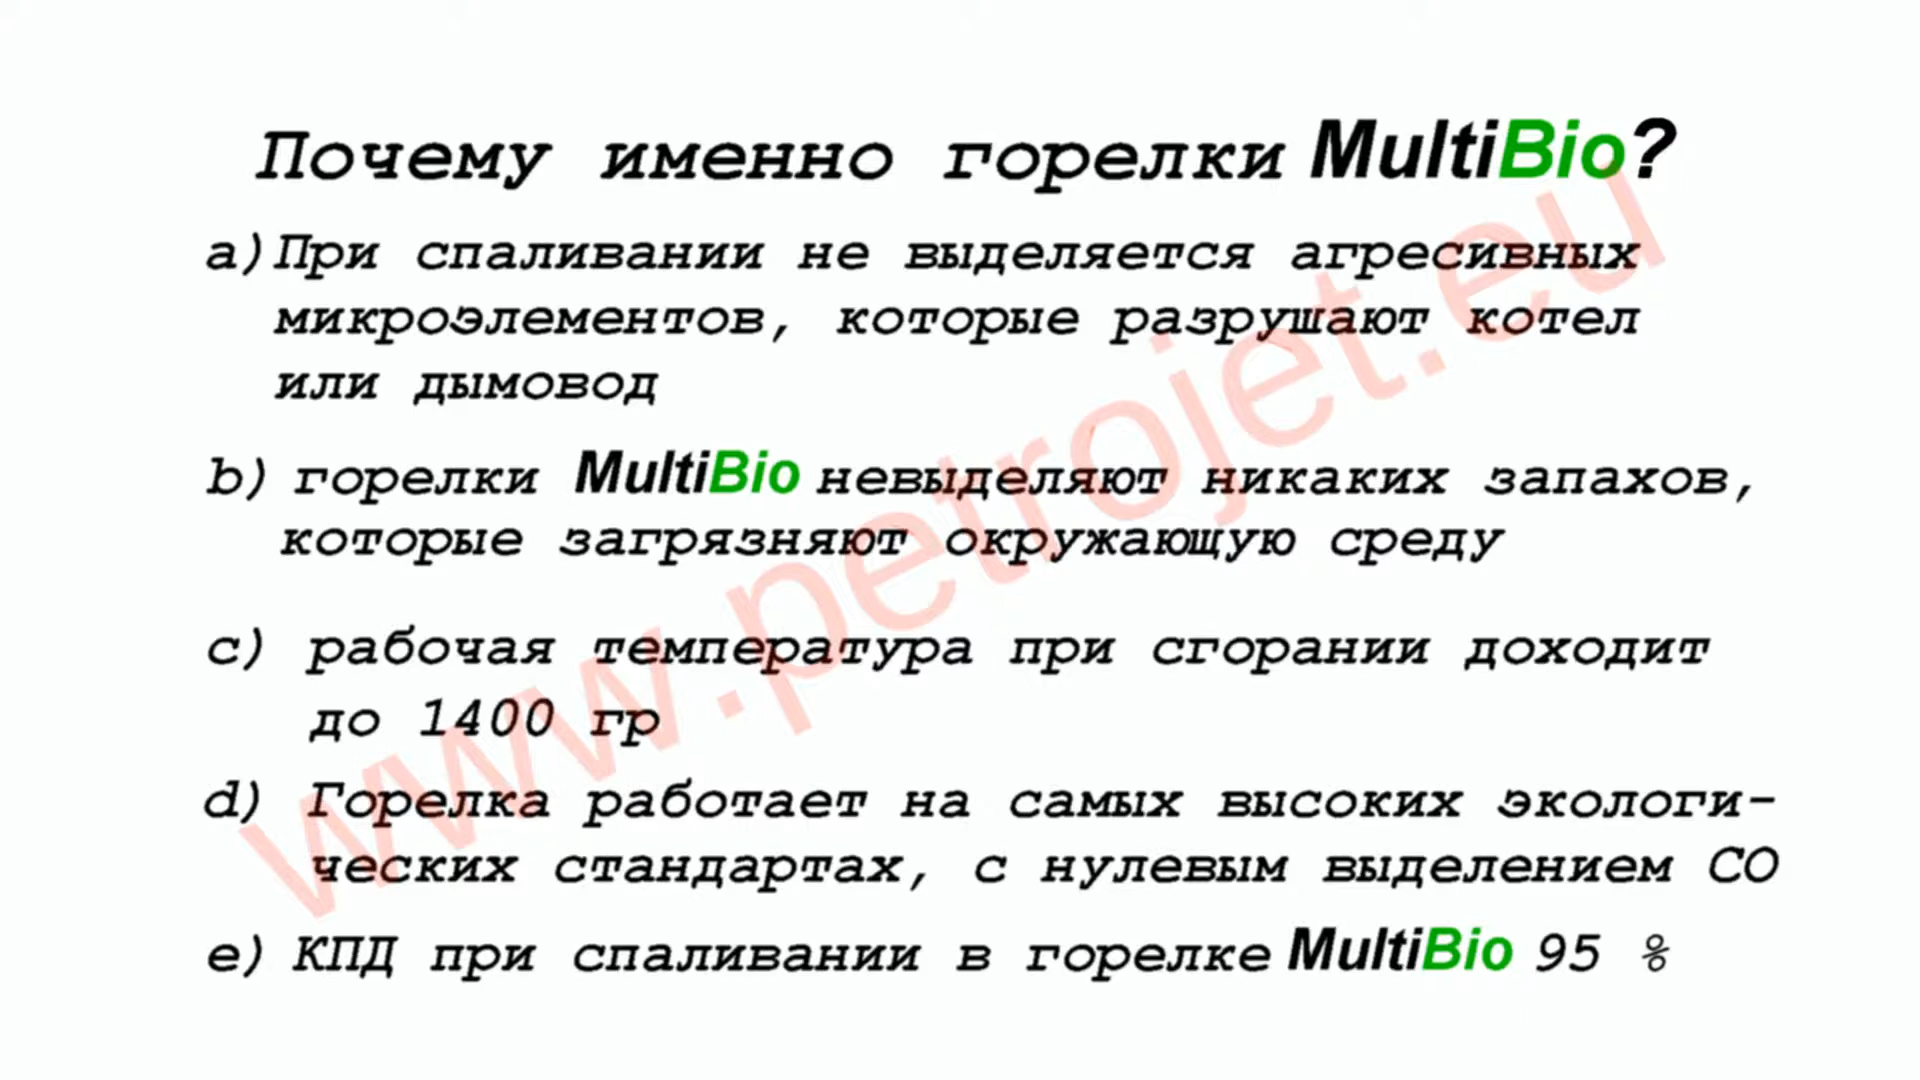 Почему именно горелки MultiBio?
a)При спаливании не выделяется агресивных
микроэлементов, которые разрушают котел
или дымовод
b) горелки MultiBio невыделяют никаких запахов,
которые загрязняют окружающую среду
c) рабочая температура при сгорании доходит
до 1400 гр
d) Горелка работает на самых высоких экологи-
ческих стандартах, с нулевым выделением СО
e) КПД при спаливании в горелке MultiBio 95 %
www.petrojet.eu